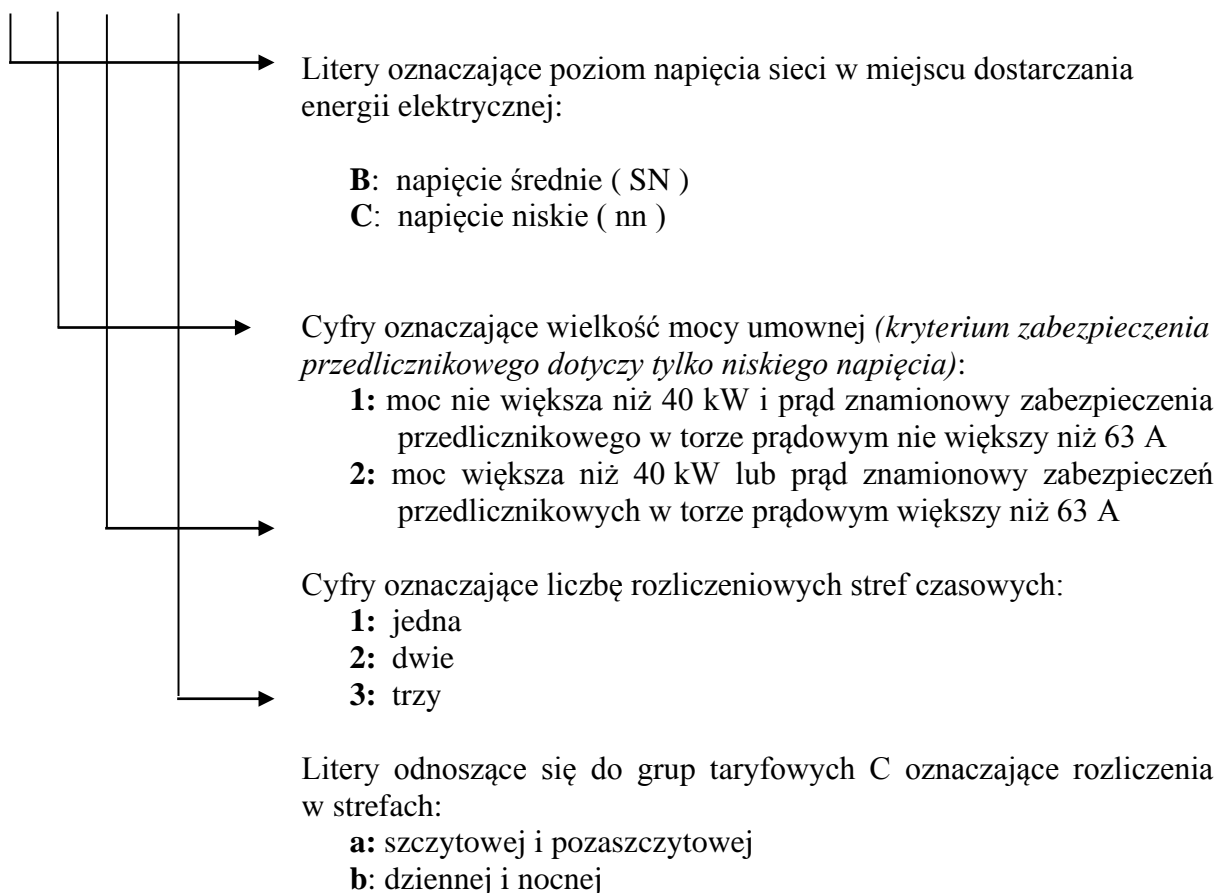 Litery oznaczające poziom napięcia sieci w miejscu dostarczania
energii elektrycznej:
B: napięcie średnie ( SN )
C: napięcie niskie ( nn )
Cyfry oznaczające wielkość mocy umownej (kryterium zabezpieczenia
przedlicznikowego dotyczy tylko niskiego napięcia):
1: moc nie większa niż 40 kW i prąd znamionowy zabezpieczenia
przedlicznikowego w torze prądowym nie większy niż 63 A
2: moc większa niż 40 kW lub prąd znamionowy zabezpieczeń
przedlicznikowych w torze prądowym większy niż 63 A
Cyfry oznaczające liczbę rozliczeniowych stref czasowych:
1: jedna
2: dwie
3: trzy
Litery odnoszące się do grup taryfowych C oznaczające rozliczenia
w strefach:
a: szczytowej i pozaszczytowej
b: dziennej i nocnej